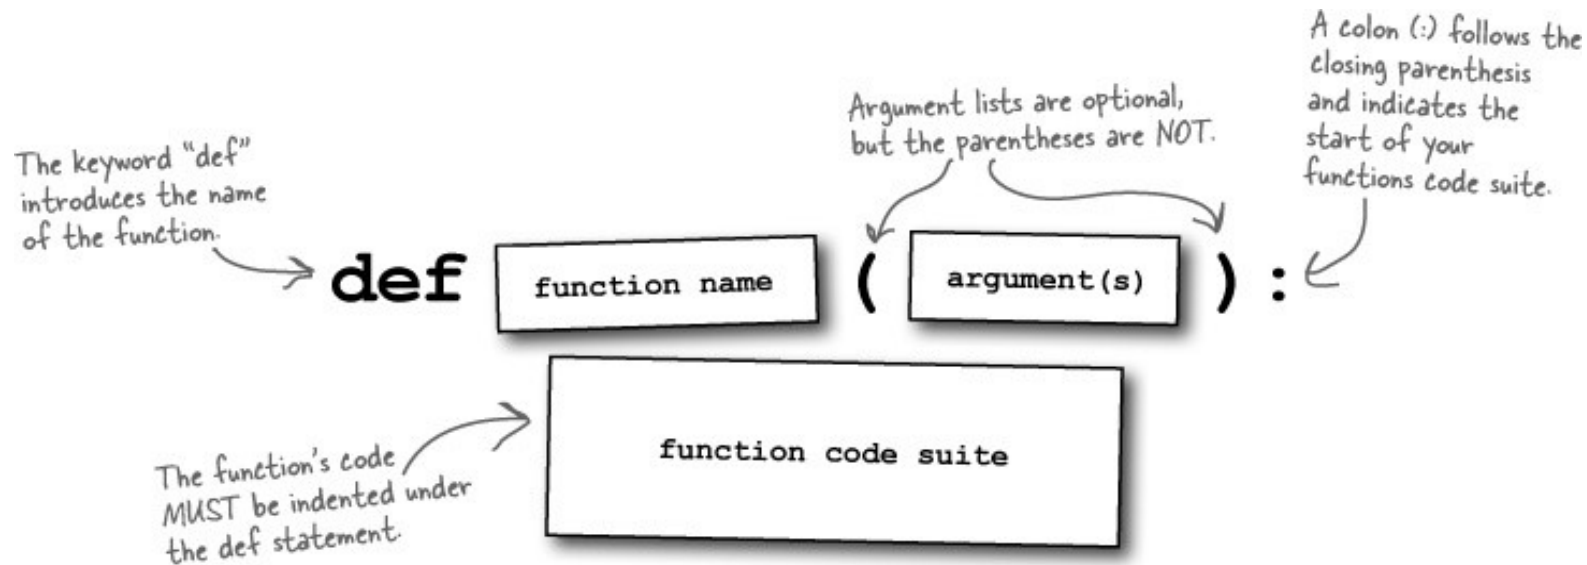 A colon (:) follows the
closing parenthesis
and indicates the
start of your
functions code suite.
Argument lists are optional,
but the parentheses are NOT.
The keyword “def”
introduces the name
of the function.
def function name ( argument(s) ) :
function code suite
The function's code
MUST be indented under
the def statement.